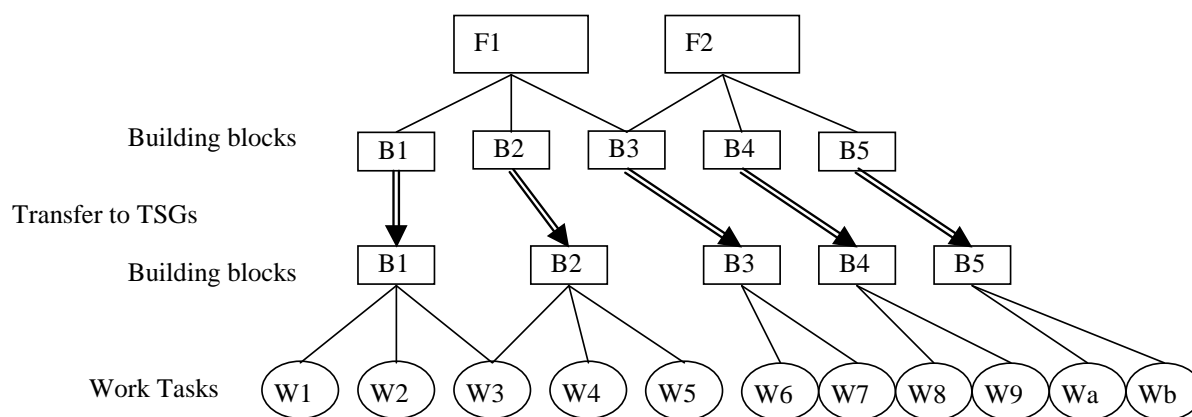 F1 F2
Building blocks B1 B2 B3 B4 B5
Transfer to TSGs
Building blocks B1 B2 B3 B4 B5
Work Tasks W1 W2 W3 W4 W5 W6 W7 W8 W9 Wa Wb